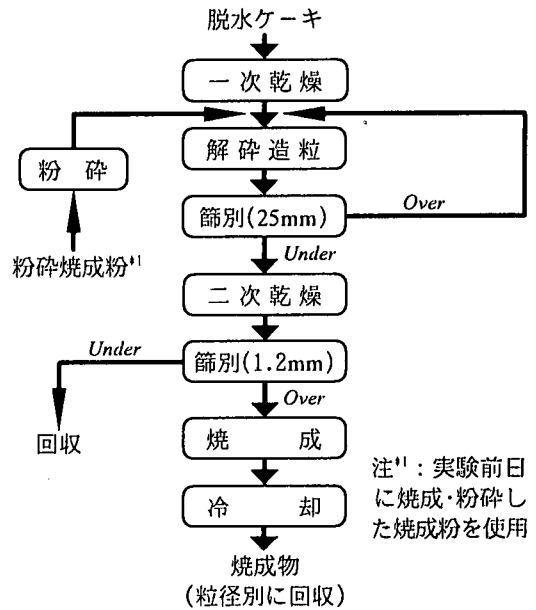 脱水ケーキ
一次乾燥
粉砕
解砕造粒
篩別(25mm)
Over
粉砕焼成粉*1
Under
二次乾燥
Under
篩別(1.2mm)
Over
回収
焼成
注*1：実験前日
に焼成・粉砕し
た焼成粉を使用
冷却
焼成物
(粒径別に回収)